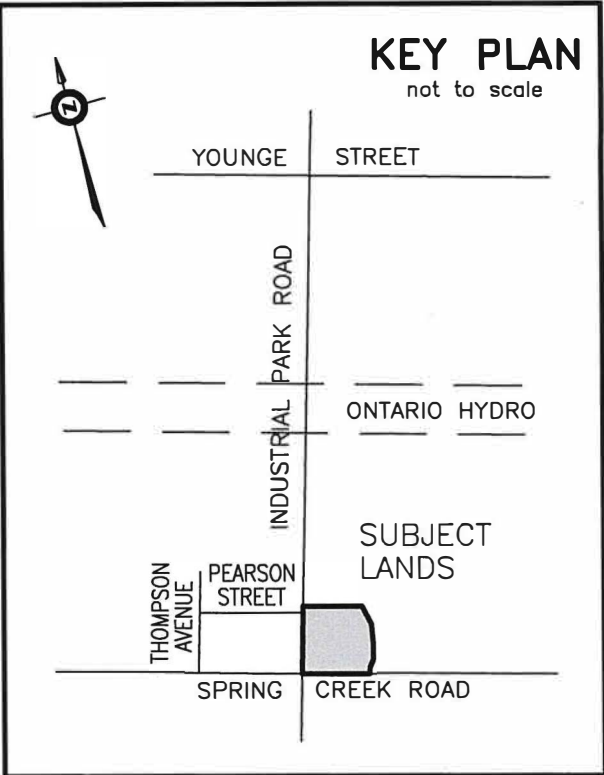 KEY PLAN
not to scale
N
YOUNGE STREET
INDUSTRIAL PARK ROAD
ONTARIO HYDRO
SUBJECT
LANDS
THOMPSON
AVENUE
PEARSON
STREET
SPRING CREEK ROAD